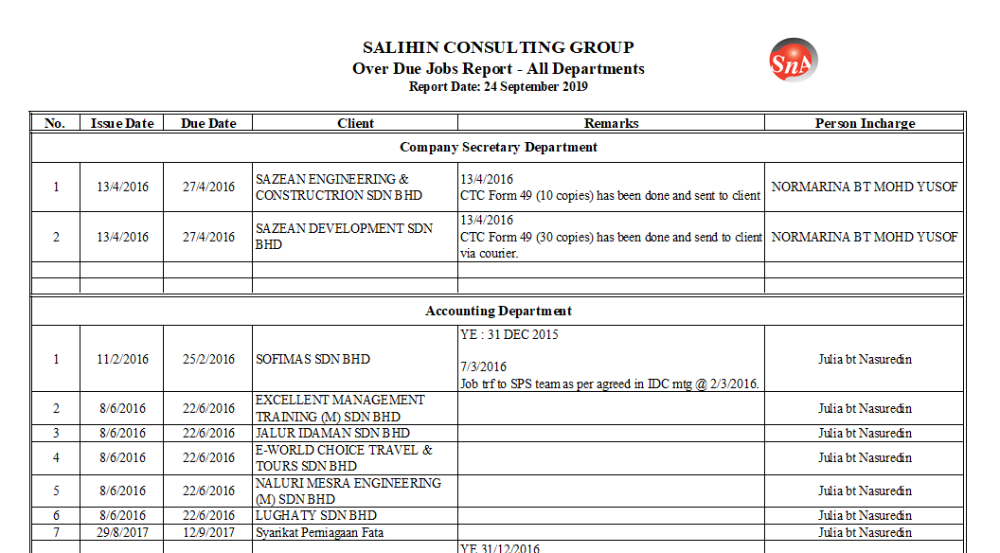 SALIHIN CONSULTING GROUP
Over Due Jobs Report - All Departments
Report Date: 24 September 2019
SnA
No. Issue Date Due Date Client Remarks Person Incharge
Company Secretary Department
1 13/4/2016 27/4/2016 SAZEAN ENGINEERING & CONSTRUCTRION SDN BHD 13/4/2016
CTC Form 49 (10 copies) has been done and sent to client NORMARINA BT MOHD YUSOF
2 13/4/2016 27/4/2016 SAZEAN DEVELOPMENT SDN BHD 13/4/2016
CTC Form 49 (30 copies) has been done and send to client
via courier. NORMARINA BT MOHD YUSOF
Accounting Department
1 11/2/2016 25/2/2016 SOFIMAS SDN BHD YE : 31 DEC 2015
7/3/2016
Job trf to SPS team as per agreed in IDC mtg @ 2/3/2016. Julia bt Nasuredin
2 8/6/2016 22/6/2016 EXCELLENT MANAGEMENT
TRAINING (M) SDN BHD Julia bt Nasuredin
3 8/6/2016 22/6/2016 JALUR IDAMAN SDN BHD Julia bt Nasuredin
4 8/6/2016 22/6/2016 E-WORLD CHOICE TRAVEL &
TOURS SDN BHD Julia bt Nasuredin
5 8/6/2016 22/6/2016 NALURI MESRA ENGINEERING
(M) SDN BHD Julia bt Nasuredin
6 8/6/2016 22/6/2016 LUGHATY SDN BHD Julia bt Nasuredin
7 29/8/2017 12/9/2017 Syarikat Perniagaan Fata Julia bt Nasuredin
YE 31/12/2016